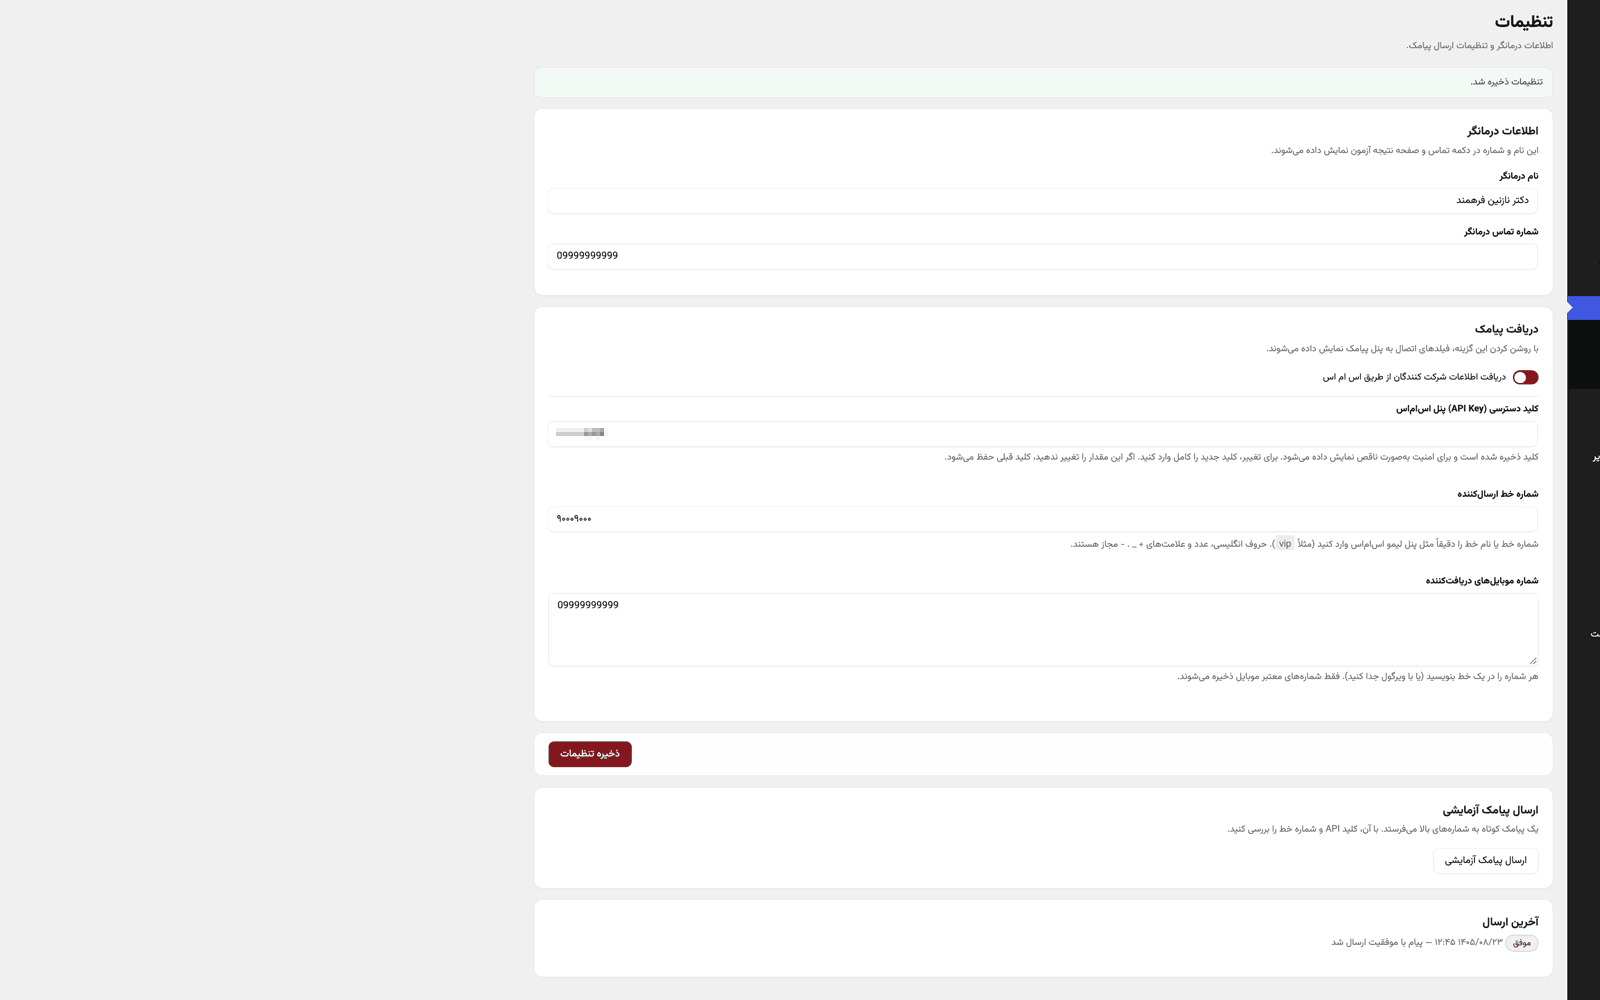 تنظیمات
اطلاعات درمانگر و تنظیمات ارسال پیامک.
تنظیمات ذخیره شد.
اطلاعات درمانگر
این نام و شماره در دکمه تماس و صفحه نتیجه آزمون نمایش داده می‌شوند.
نام درمانگر
دکتر نازنین فرهمند
شماره تماس درمانگر
09999999999
دریافت پیامک
با روشن کردن این گزینه، فیلدهای اتصال به پنل پیامک نمایش داده می‌شوند.
دریافت اطلاعات شرکت کنندگان از طریق اس ام اس
کلید دسترسی (API Key) پنل اس‌ام‌اس
کلید ذخیره شده است و برای امنیت به‌صورت ناقص نمایش داده می‌شود. برای تغییر، کلید جدید را کامل وارد کنید. اگر این مقدار را تغییر ندهید، کلید قبلی حفظ می‌شود.
شماره خط ارسال‌کننده
۹۰۰۰۹۰۰۰
شماره خط یا نام خط را دقیقاً مثل پنل لیمو اس‌ام‌اس وارد کنید (مثلاً vip). حروف انگلیسی، عدد و علامت‌های + _ . - مجاز هستند.
شماره موبایل‌های دریافت‌کننده
09999999999
هر شماره را در یک خط بنویسید (یا با ویرگول جدا کنید). فقط شماره‌های معتبر موبایل ذخیره می‌شوند.
ذخیره تنظیمات
ارسال پیامک آزمایشی
یک پیامک کوتاه به شماره‌های بالا می‌فرستد. با آن، کلید API و شماره خط را بررسی کنید.
ارسال پیامک آزمایشی
آخرین ارسال
موفق ۱۴۰۵/۰۸/۲۳ ۱۲:۴۵ — پیام با موفقیت ارسال شد